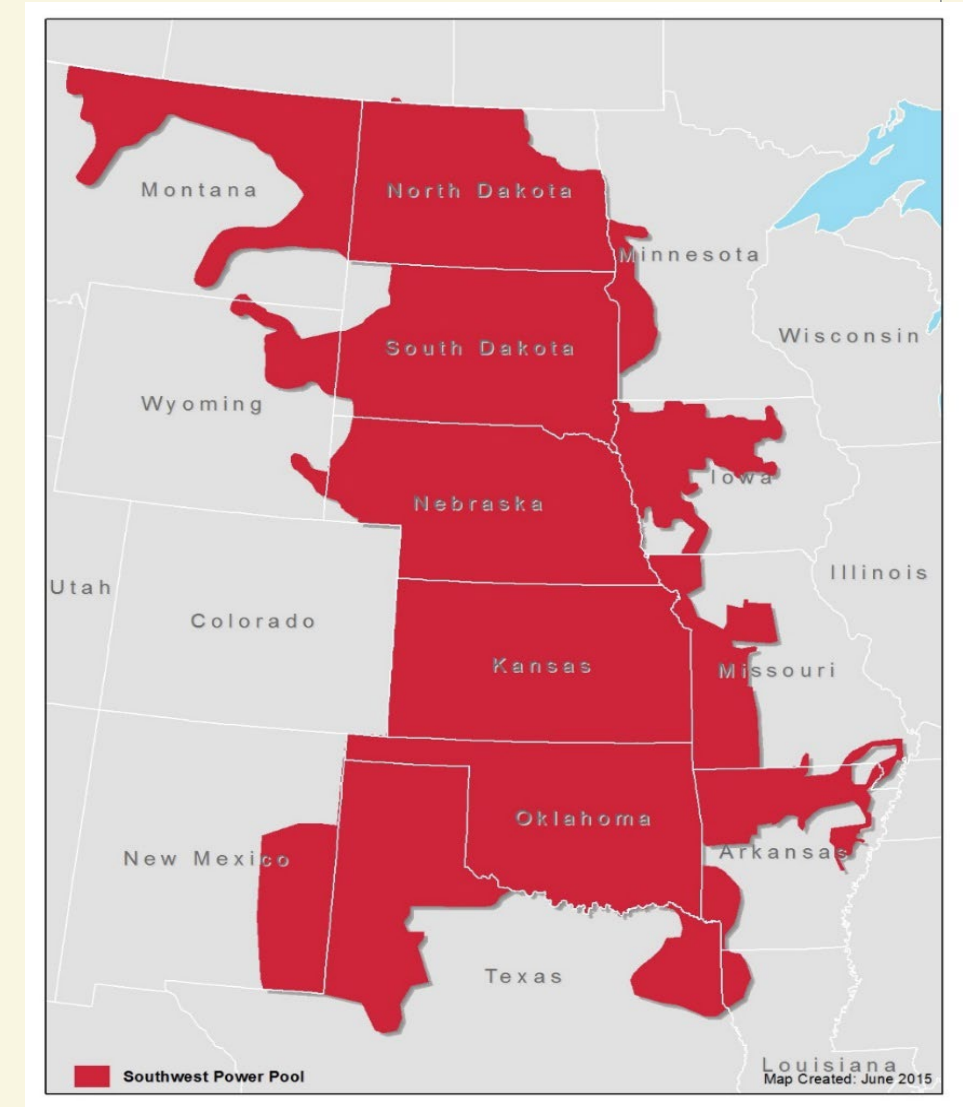 Montana
North Dakota
Minnesota
Wisconsin
South Dakota
Wyoming
Iowa
Nebraska
Illinois
Utah
Colorado
Kansas
Missouri
Oklahoma
New Mexico
Arkansas
Texas
Louisiana
Southwest Power Pool
Map Created: June 2015